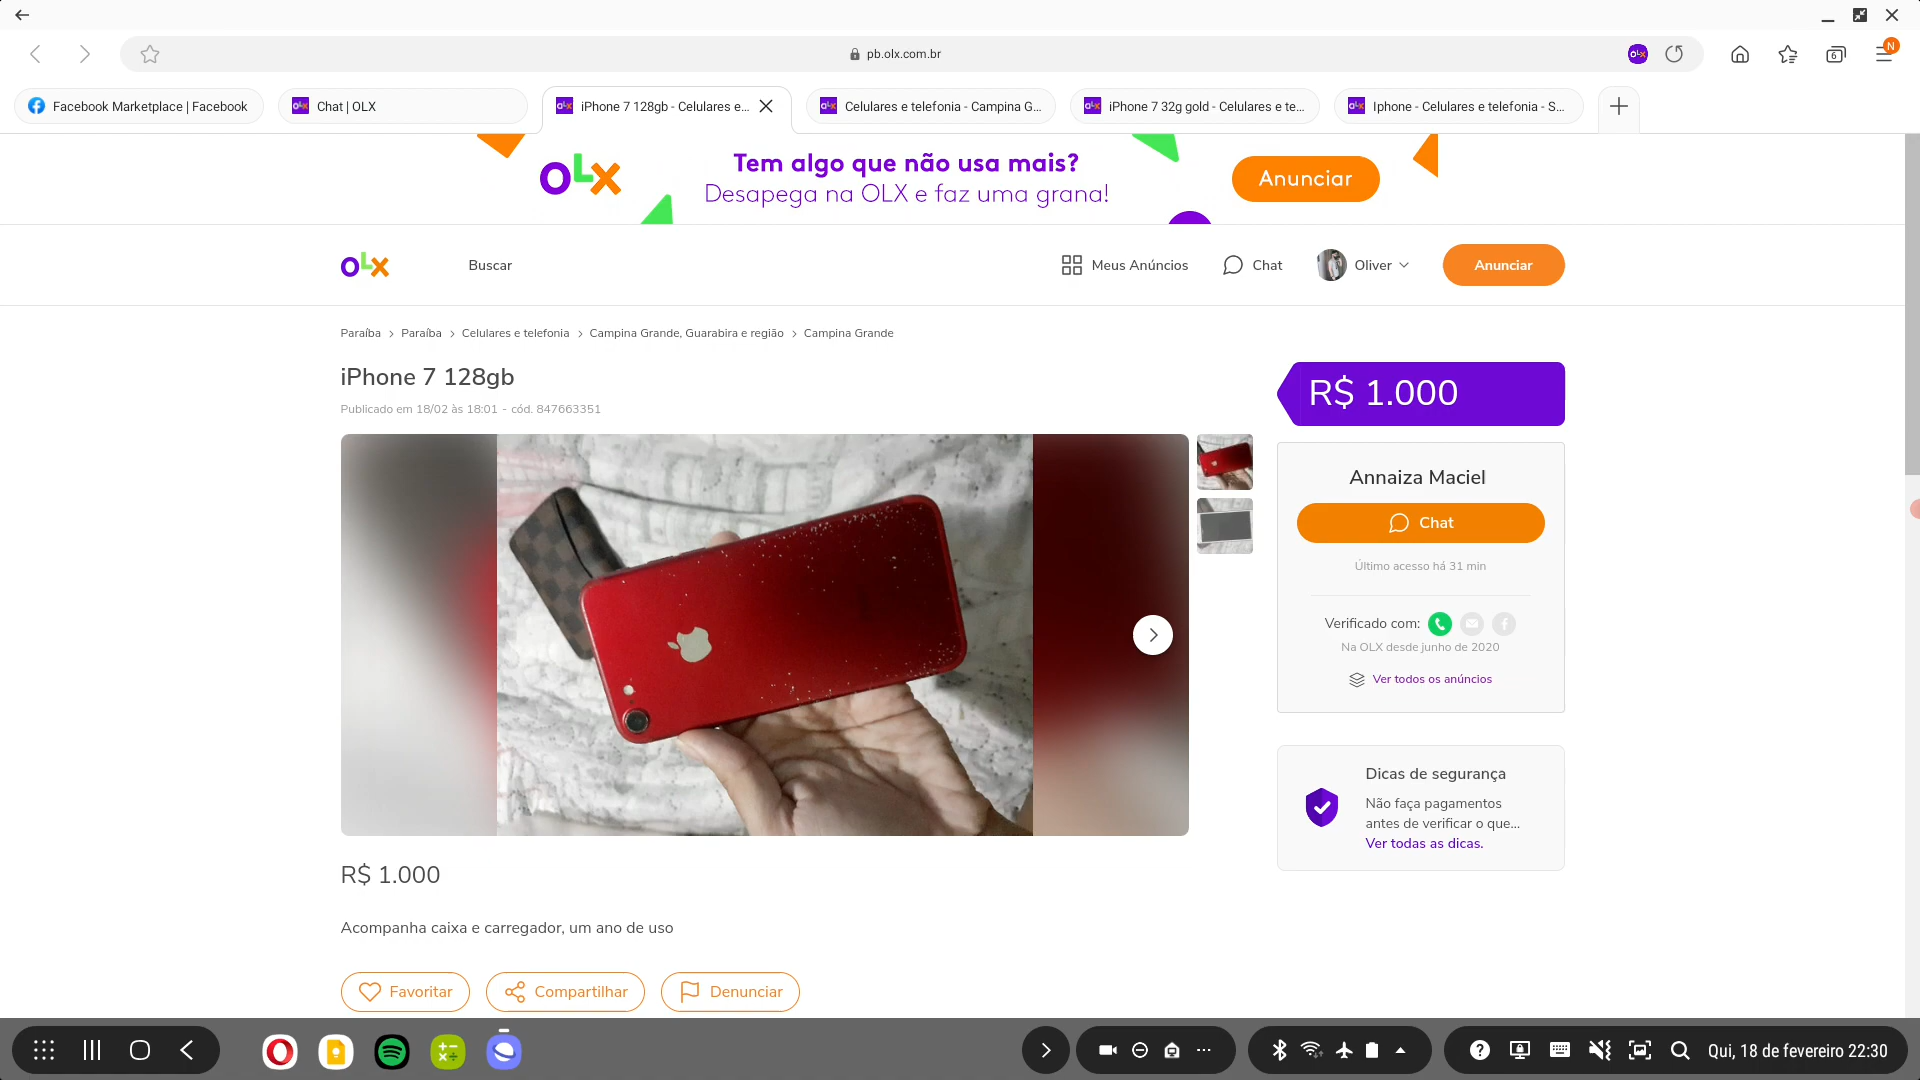 pb.olx.com.br
N
6
Facebook Marketplace | Facebook
Chat | OLX
iPhone 7 128gb - Celulares e...
Celulares e telefonia - Campina G...
iPhone 7 32g gold - Celulares e te...
Iphone - Celulares e telefonia - S...
OLX
Tem algo que não usa mais?
Desapega na OLX e faz uma grana!
Anunciar
OLX
Buscar
Meus Anúncios
Chat
Oliver
Anunciar
Paraíba > Paraíba > Celulares e telefonia > Campina Grande, Guarabira e região > Campina Grande
iPhone 7 128gb
Publicado em 18/02 às 18:01 - cód. 847663351
R$ 1.000
Annaiza Maciel
Chat
Último acesso há 31 min
Verificado com:
Na OLX desde junho de 2020
Ver todos os anúncios
Dicas de segurança
Não faça pagamentos
antes de verificar o que...
Ver todas as dicas.
R$ 1.000
Acompanha caixa e carregador, um ano de uso
Favoritar
Compartilhar
Denunciar
Qui, 18 de fevereiro 22:30